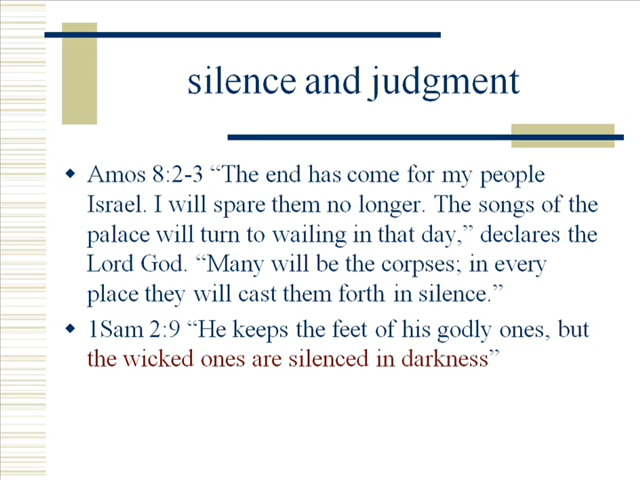 silence and judgment
Amos 8:2-3 “The end has come for my people
Israel. I will spare them no longer. The songs of the
palace will turn to wailing in that day,” declares the
Lord God. “Many will be the corpses; in every
place they will cast them forth in silence.”
1Sam 2:9 “He keeps the feet of his godly ones, but
the wicked ones are silenced in darkness”